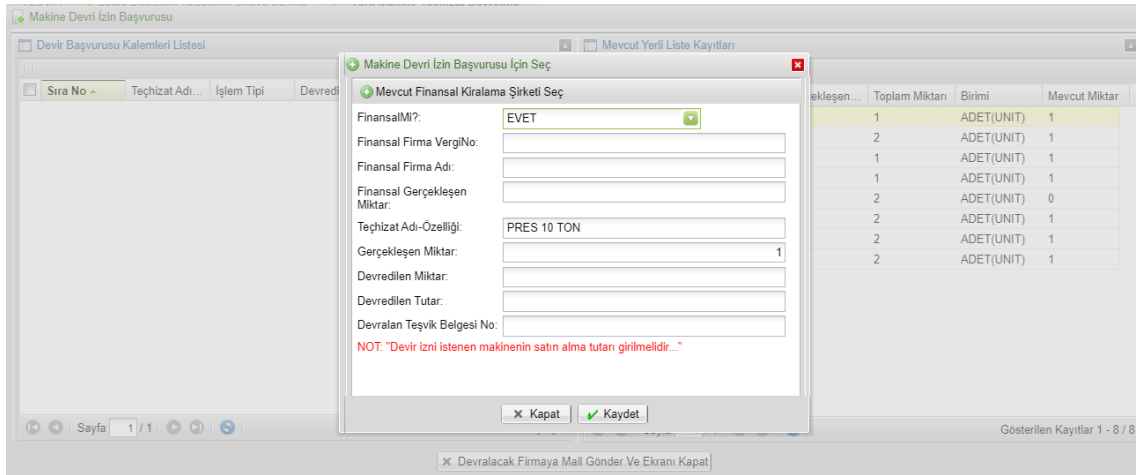 Makine Devri İzin Başvurusu
Devir Başvurusu Kalemleri Listesi
Mevcut Yerli Liste Kayıtları
Sıra No
Teçhizat Adı...
İşlem Tipi
Devredi
Makine Devri İzin Başvurusu İçin Seç
Mevcut Finansal Kiralama Şirketi Seç
FinansalMi?: EVET
Finansal Firma VergiNo:
Finansal Firma Adı:
Finansal Gerçekleşen
Miktar:
Teçhizat Adı-Özelliği: PRES 10 TON
Gerçekleşen Miktar: 1
Devredilen Miktar:
Devredilen Tutar:
Devralan Teşvik Belgesi No:
NOT: "Devir izni istenen makinenin satın alma tutarı girilmelidir..."
Kapat Kaydet
ekleşen... Toplam Miktarı Birimi Mevcut Miktar
1 ADET(UNIT) 1
2 ADET(UNIT) 1
1 ADET(UNIT) 1
1 ADET(UNIT) 1
2 ADET(UNIT) 0
2 ADET(UNIT) 1
2 ADET(UNIT) 1
2 ADET(UNIT) 1
Sayfa 1 / 1
Gösterilen Kayıtlar 1 - 8 / 8
Devralacak Firmaya Mail Gönder Ve Ekranı Kapat